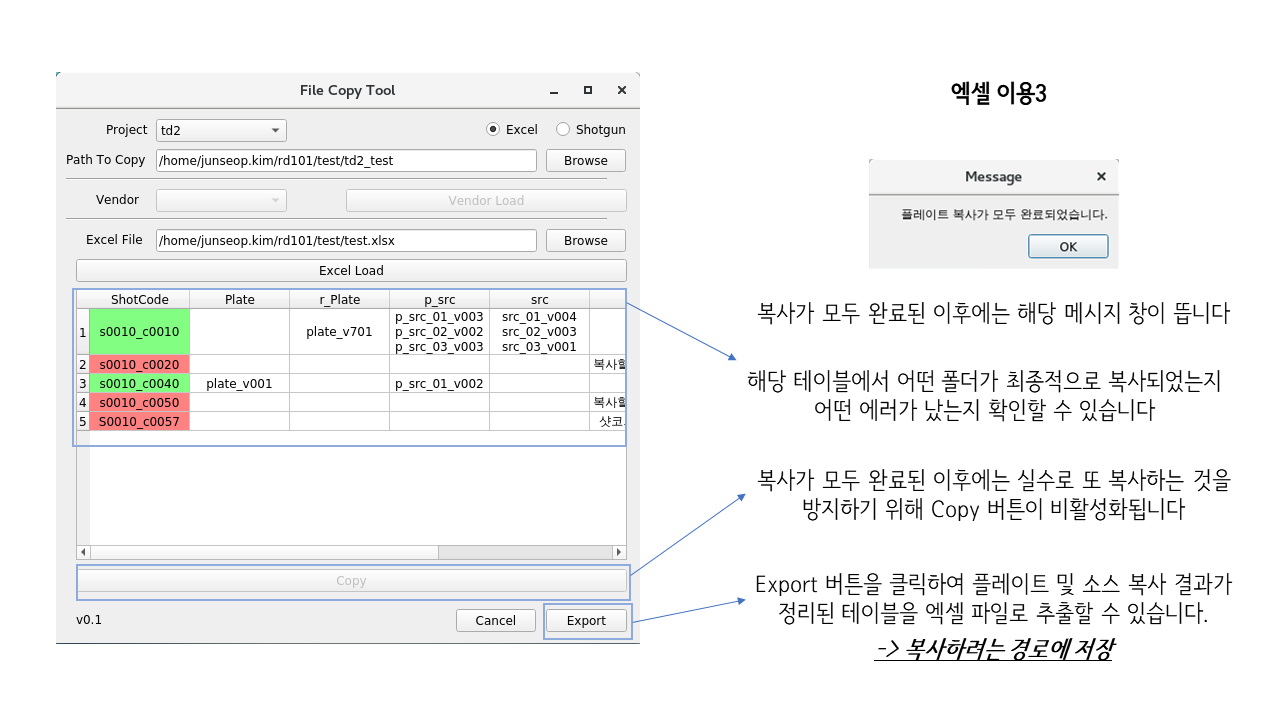 File Copy Tool
Project
td2
Excel
Shotgun
Path To Copy
/home/junseop.kim/rd101/test/td2_test
Browse
Vendor
Vendor Load
Excel File
/home/junseop.kim/rd101/test/test.xlsx
Browse
Excel Load
ShotCode Plate r_Plate p_src src
p_src_01_v003 src_01_v004
1 s0010_c0010 plate_v701 p_src_02_v002 src_02_v003
p_src_03_v003 src_03_v001
2 s0010_c0020 복사할
3 s0010_c0040 plate_v001 p_src_01_v002
4 s0010_c0050 복사할
5 S0010_c0057 샷코
Copy
v0.1
Cancel
Export
엑셀 이용3
Message
플레이트 복사가 모두 완료되었습니다.
OK
복사가 모두 완료된 이후에는 해당 메시지 창이 뜹니다
해당 테이블에서 어떤 폴더가 최종적으로 복사되었는지
어떤 에러가 났는지 확인할 수 있습니다
복사가 모두 완료된 이후에는 실수로 또 복사하는 것을
방지하기 위해 Copy 버튼이 비활성화됩니다
Export 버튼을 클릭하여 플레이트 및 소스 복사 결과가
정리된 테이블을 엑셀 파일로 추출할 수 있습니다.
-> 복사하려는 경로에 저장